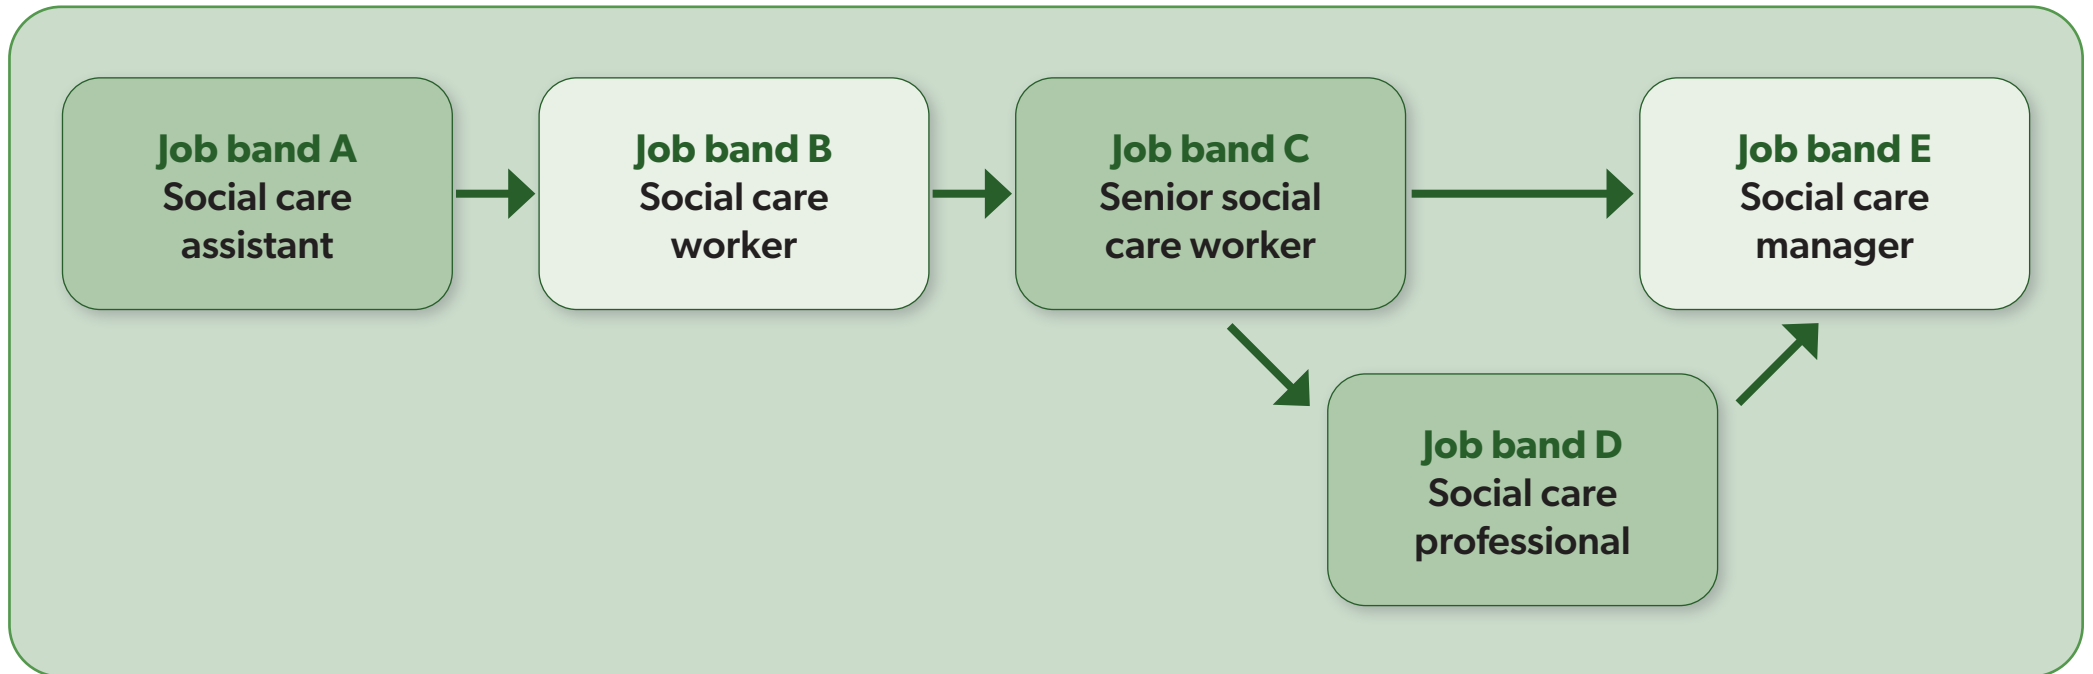 Job band A
Social care
assistant
Job band B
Social care
worker
Job band C
Senior social
care worker
Job band E
Social care
manager
Job band D
Social care
professional